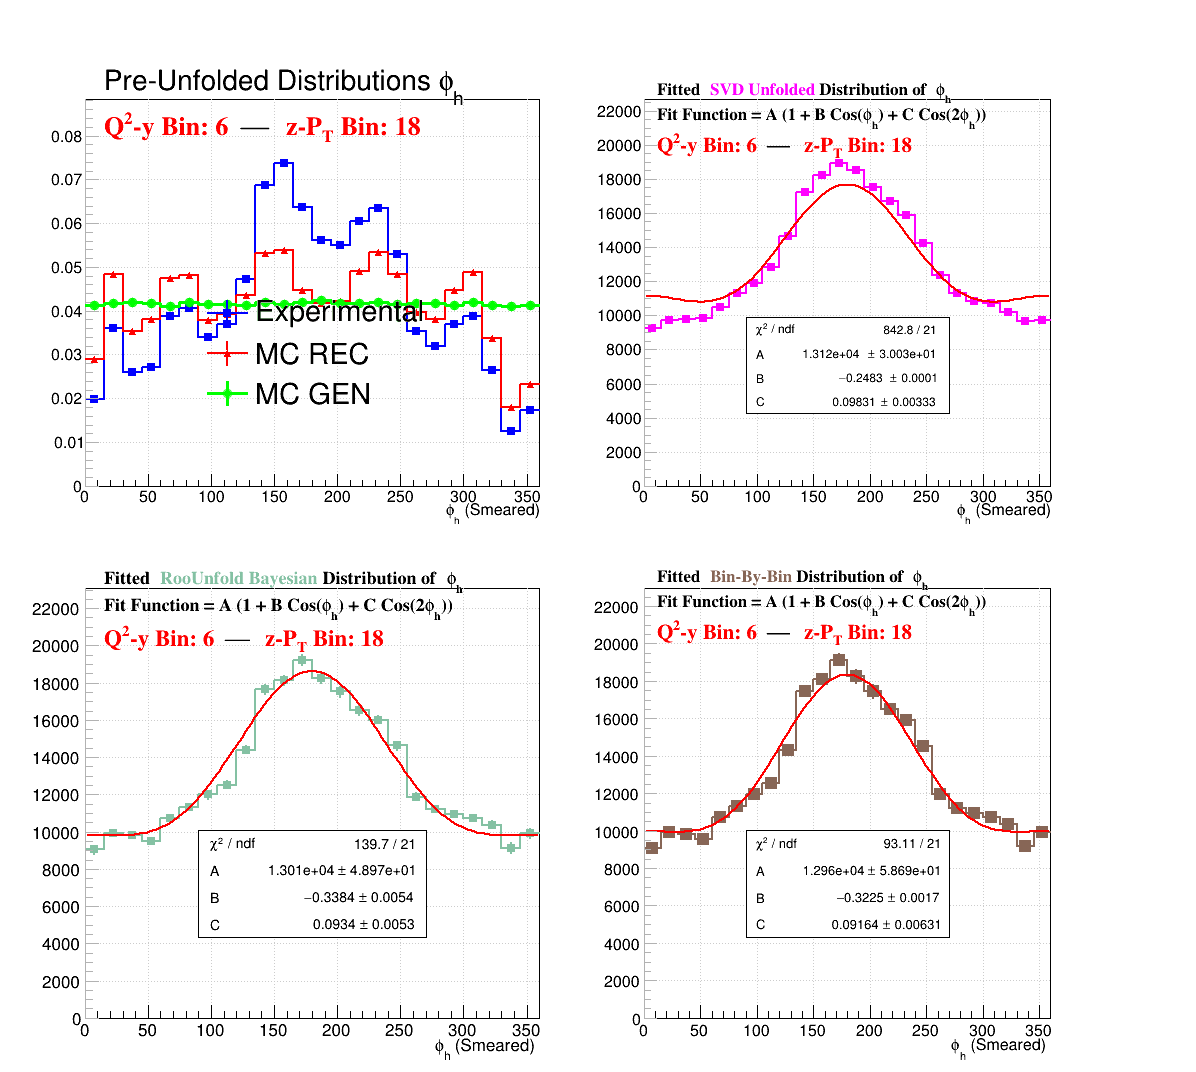 Pre-Unfolded Distributions ϕh
Q2-y Bin: 6 — z-PT Bin: 18
0.08
0.07
0.06
0.05
0.04
0.03
0.02
0.01
0
Experimental
MC REC
MC GEN
0 50 100 150 200 250 300 350
ϕh (Smeared)
Fitted SVD Unfolded Distribution of ϕh
Fit Function = A (1 + B Cos(ϕh) + C Cos(2ϕh))
Q2-y Bin: 6 — z-PT Bin: 18
22000
20000
18000
16000
14000
12000
10000
8000
6000
4000
2000
0
χ2 / ndf 842.8 / 21
A 1.312e+04 ± 3.003e+01
B −0.2483 ± 0.0001
C 0.09831 ± 0.00333
0 50 100 150 200 250 300 350
ϕh (Smeared)
Fitted RooUnfold Bayesian Distribution of ϕh
Fit Function = A (1 + B Cos(ϕh) + C Cos(2ϕh))
Q2-y Bin: 6 — z-PT Bin: 18
22000
20000
18000
16000
14000
12000
10000
8000
6000
4000
2000
0
χ2 / ndf 139.7 / 21
A 1.301e+04 ± 4.897e+01
B −0.3384 ± 0.0054
C 0.0934 ± 0.0053
0 50 100 150 200 250 300 350
ϕh (Smeared)
Fitted Bin-By-Bin Distribution of ϕh
Fit Function = A (1 + B Cos(ϕh) + C Cos(2ϕh))
Q2-y Bin: 6 — z-PT Bin: 18
22000
20000
18000
16000
14000
12000
10000
8000
6000
4000
2000
0
χ2 / ndf 93.11 / 21
A 1.296e+04 ± 5.869e+01
B −0.3225 ± 0.0017
C 0.09164 ± 0.00631
0 50 100 150 200 250 300 350
ϕh (Smeared)